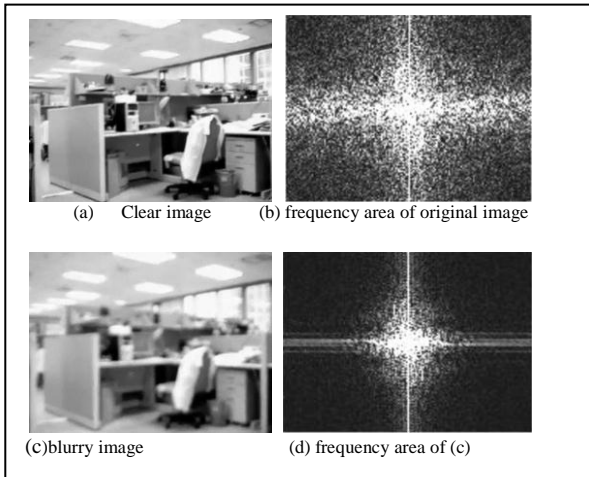 (a) Clear image (b) frequency area of original image
(c)blurry image (d) frequency area of (c)